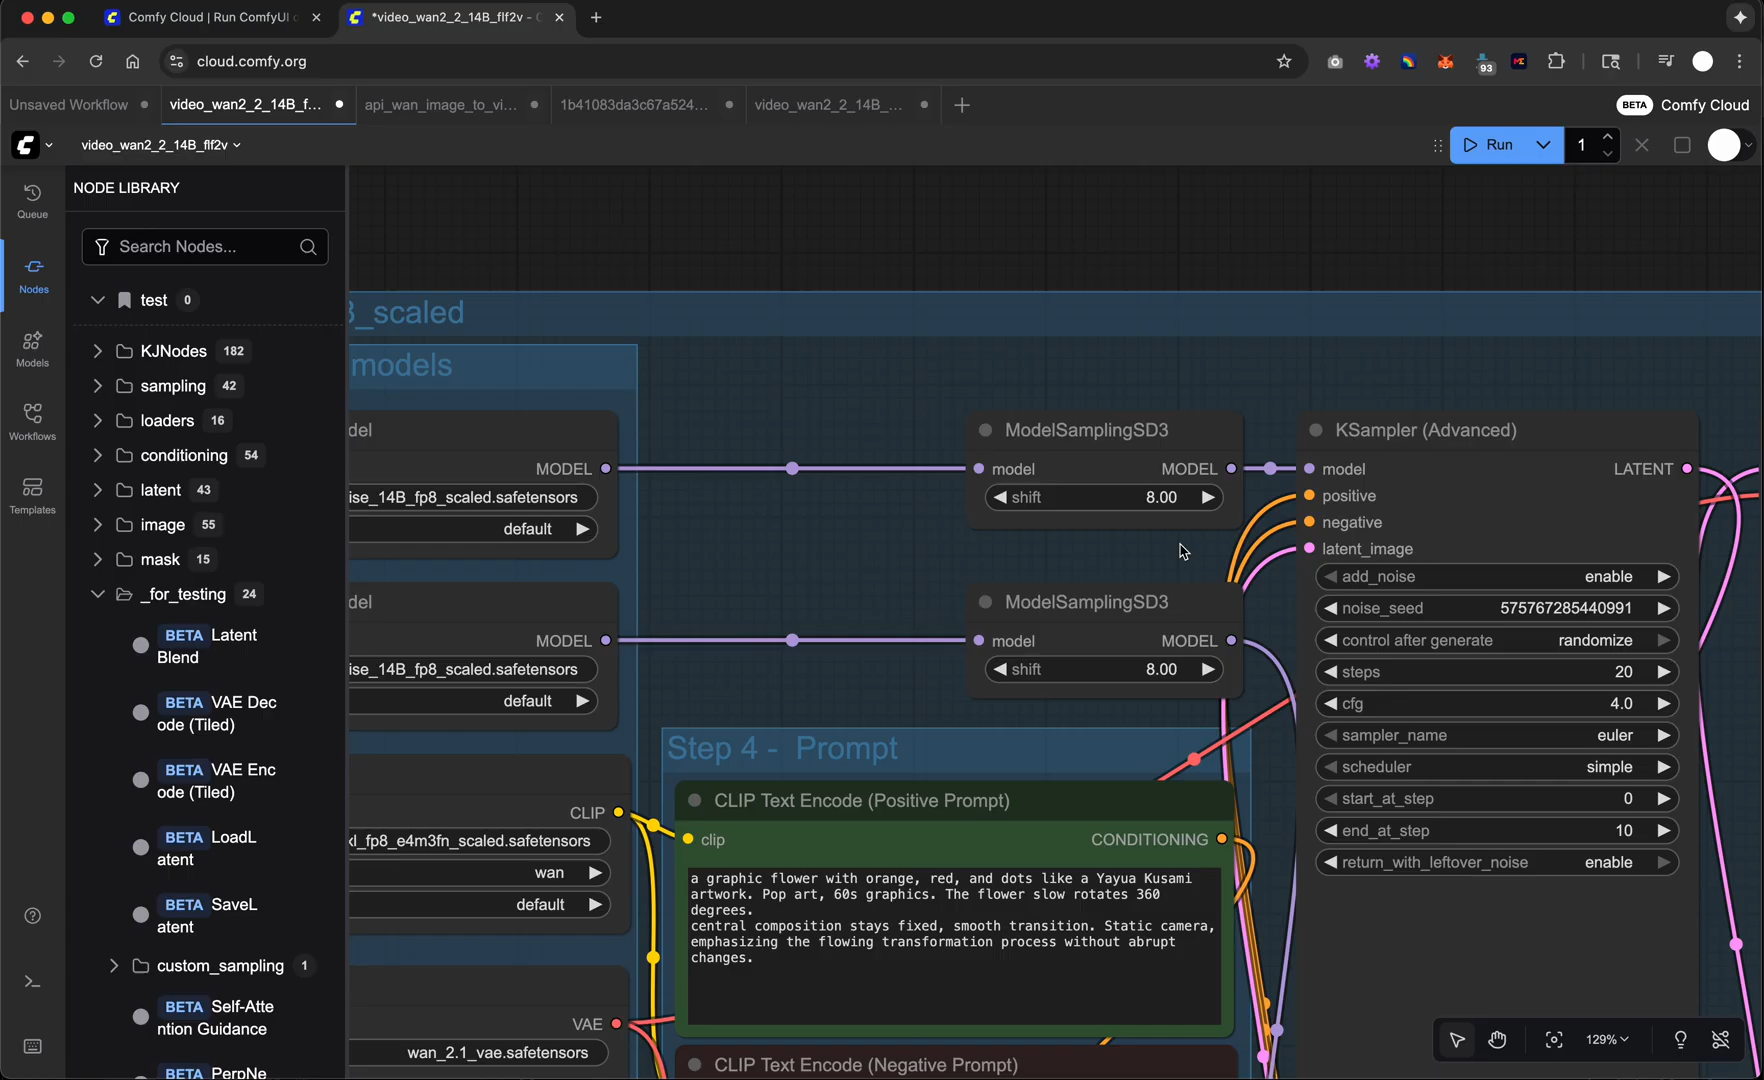 Comfy Cloud | Run ComfyUI
*video_wan2_2_14B_flf2v -
cloud.comfy.org
93
Unsaved Workflow
video_wan2_2_14B_f...
api_wan_image_to_vi...
1b41083da3c67a524...
video_wan2_2_14B_...
BETA Comfy Cloud
video_wan2_2_14B_flf2v
Run
1
Queue
Nodes
Models
Workflows
Templates
NODE LIBRARY
Search Nodes...
test 0
KJNodes 182
sampling 42
loaders 16
conditioning 54
latent 43
image 55
mask 15
_for_testing 24
BETA Latent
Blend
BETA VAE Dec
ode (Tiled)
BETA VAE Enc
ode (Tiled)
BETA LoadL
atent
BETA SaveL
atent
custom_sampling 1
BETA Self-Atte
ntion Guidance
BETA PerpNe
_scaled
models
del
MODEL
ise_14B_fp8_scaled.safetensors
default
del
MODEL
ise_14B_fp8_scaled.safetensors
default
CLIP
xl_fp8_e4m3fn_scaled.safetensors
wan
default
VAE
wan_2.1_vae.safetensors
ModelSamplingSD3
model MODEL
shift 8.00
ModelSamplingSD3
model MODEL
shift 8.00
Step 4 - Prompt
CLIP Text Encode (Positive Prompt)
clip CONDITIONING
a graphic flower with orange, red, and dots like a Yayua Kusami
artwork. Pop art, 60s graphics. The flower slow rotates 360
degrees.
central composition stays fixed, smooth transition. Static camera,
emphasizing the flowing transformation process without abrupt
changes.
CLIP Text Encode (Negative Prompt)
KSampler (Advanced)
model LATENT
positive
negative
latent_image
add_noise enable
noise_seed 575767285440991
control after generate randomize
steps 20
cfg 4.0
sampler_name euler
scheduler simple
start_at_step 0
end_at_step 10
return_with_leftover_noise enable
129%